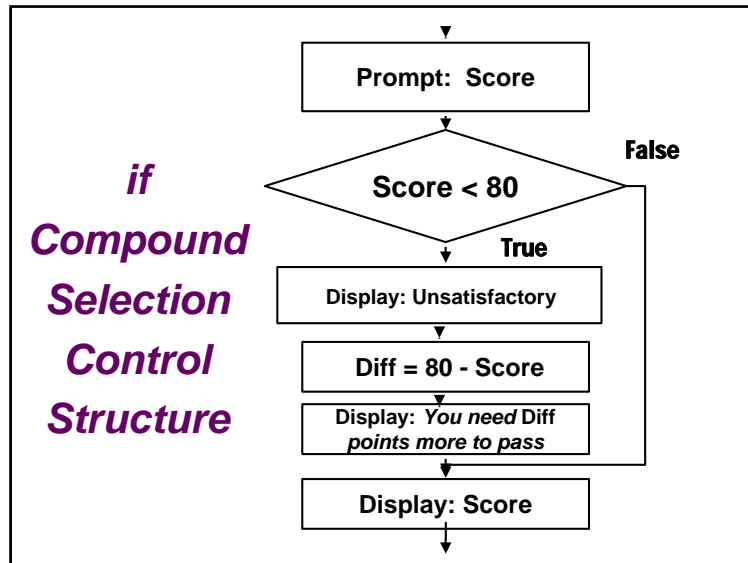 Prompt: Score
False
Score < 80
if
Compound
Selection
Control
Structure
True
Display: Unsatisfactory
Diff = 80 - Score
Display: You need Diff
points more to pass
Display: Score